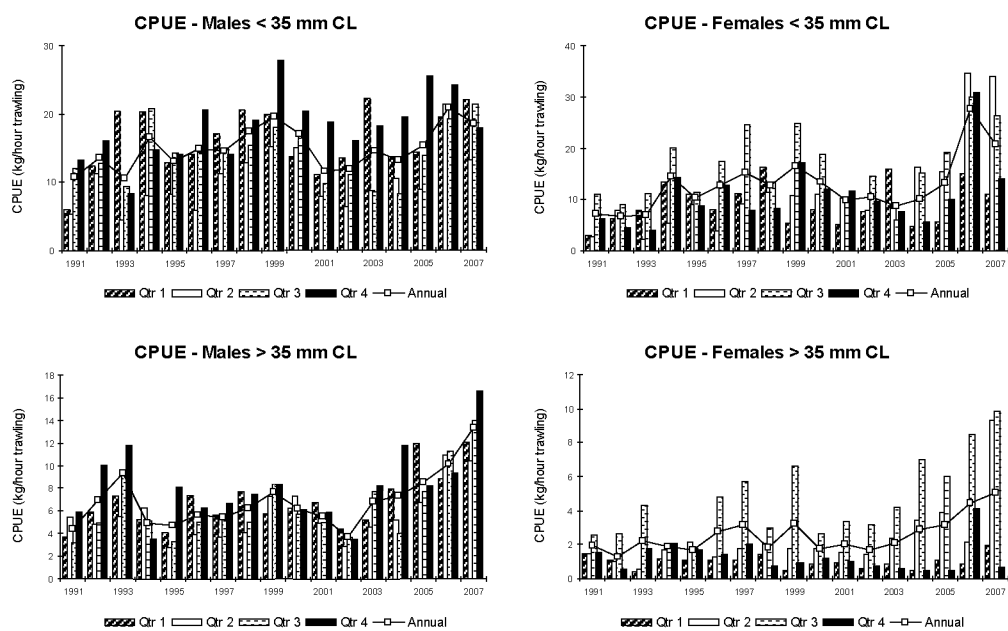 CPUE - Males < 35 mm CL
CPUE (kg/hour trawling)
30
20
10
0
1991 1993 1995 1997 1999 2001 2003 2005 2007
Qtr 1 Qtr 2 Qtr 3 Qtr 4 Annual
CPUE - Females < 35 mm CL
CPUE (kg/hour trawling)
40
30
20
10
0
1991 1993 1995 1997 1999 2001 2003 2005 2007
Qtr 1 Qtr 2 Qtr 3 Qtr 4 Annual
CPUE - Males > 35 mm CL
CPUE (kg/hour trawling)
18
16
14
12
10
8
6
4
2
0
1991 1993 1995 1997 1999 2001 2003 2005 2007
Qtr 1 Qtr 2 Qtr 3 Qtr 4 Annual
CPUE - Females > 35 mm CL
CPUE (kg/hour trawling)
12
10
8
6
4
2
0
1991 1993 1995 1997 1999 2001 2003 2005 2007
Qtr 1 Qtr 2 Qtr 3 Qtr 4 Annual